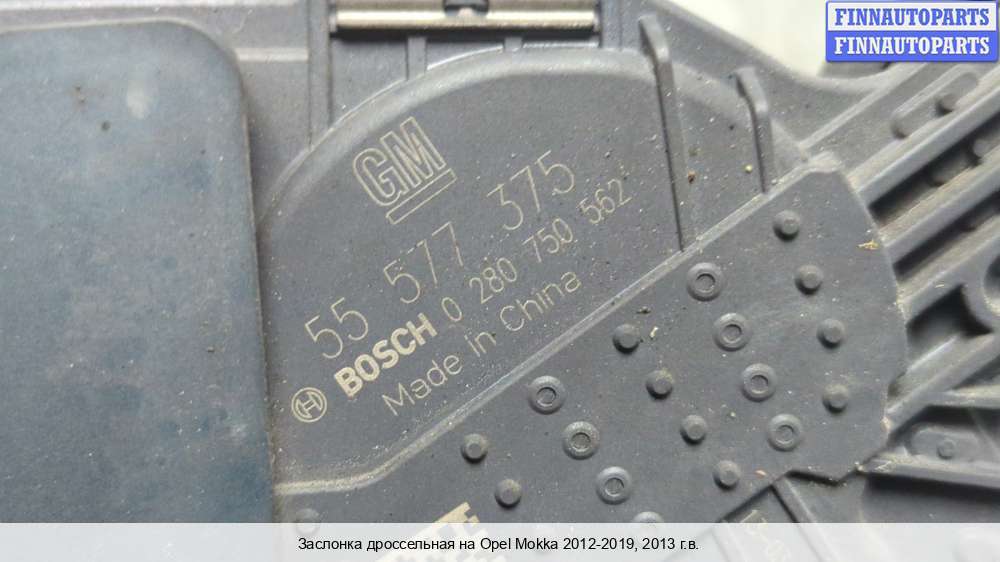 FINNAUTOPARTS
FINNAUTOPARTS
GM
55 577 375
BOSCH 0 280 750 562
Made in China
Заслонка дроссельная на Opel Mokka 2012-2019, 2013 г.в.